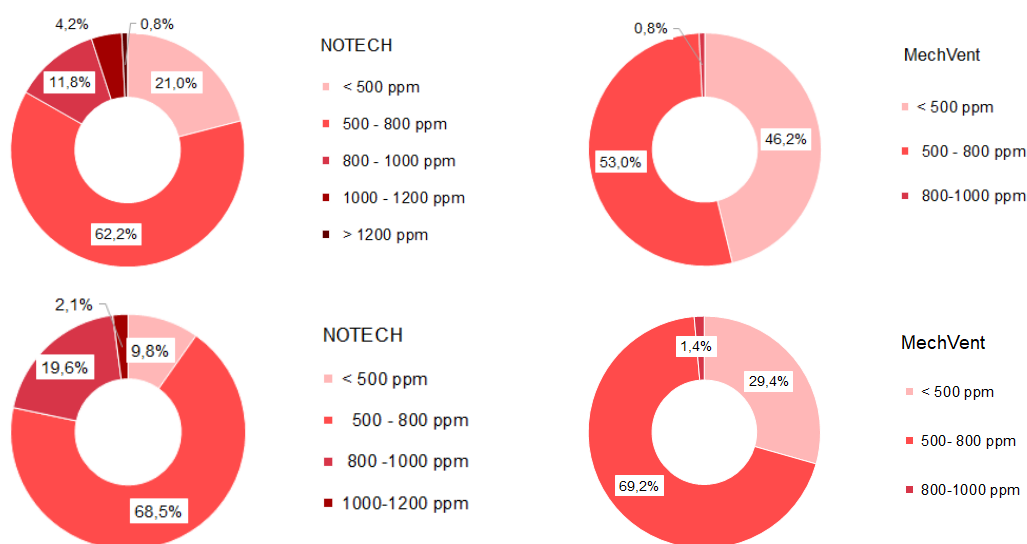 4,2%
0,8%
11,8%
21,0%
62,2%
NOTECH
< 500 ppm
500 - 800 ppm
800 - 1000 ppm
1000 - 1200 ppm
> 1200 ppm
0,8%
46,2%
53,0%
MechVent
< 500 ppm
500 - 800 ppm
800-1000 ppm
2,1%
9,8%
19,6%
68,5%
NOTECH
< 500 ppm
500 - 800 ppm
800 -1000 ppm
1000-1200 ppm
1,4%
29,4%
69,2%
MechVent
< 500 ppm
500- 800 ppm
800-1000 ppm